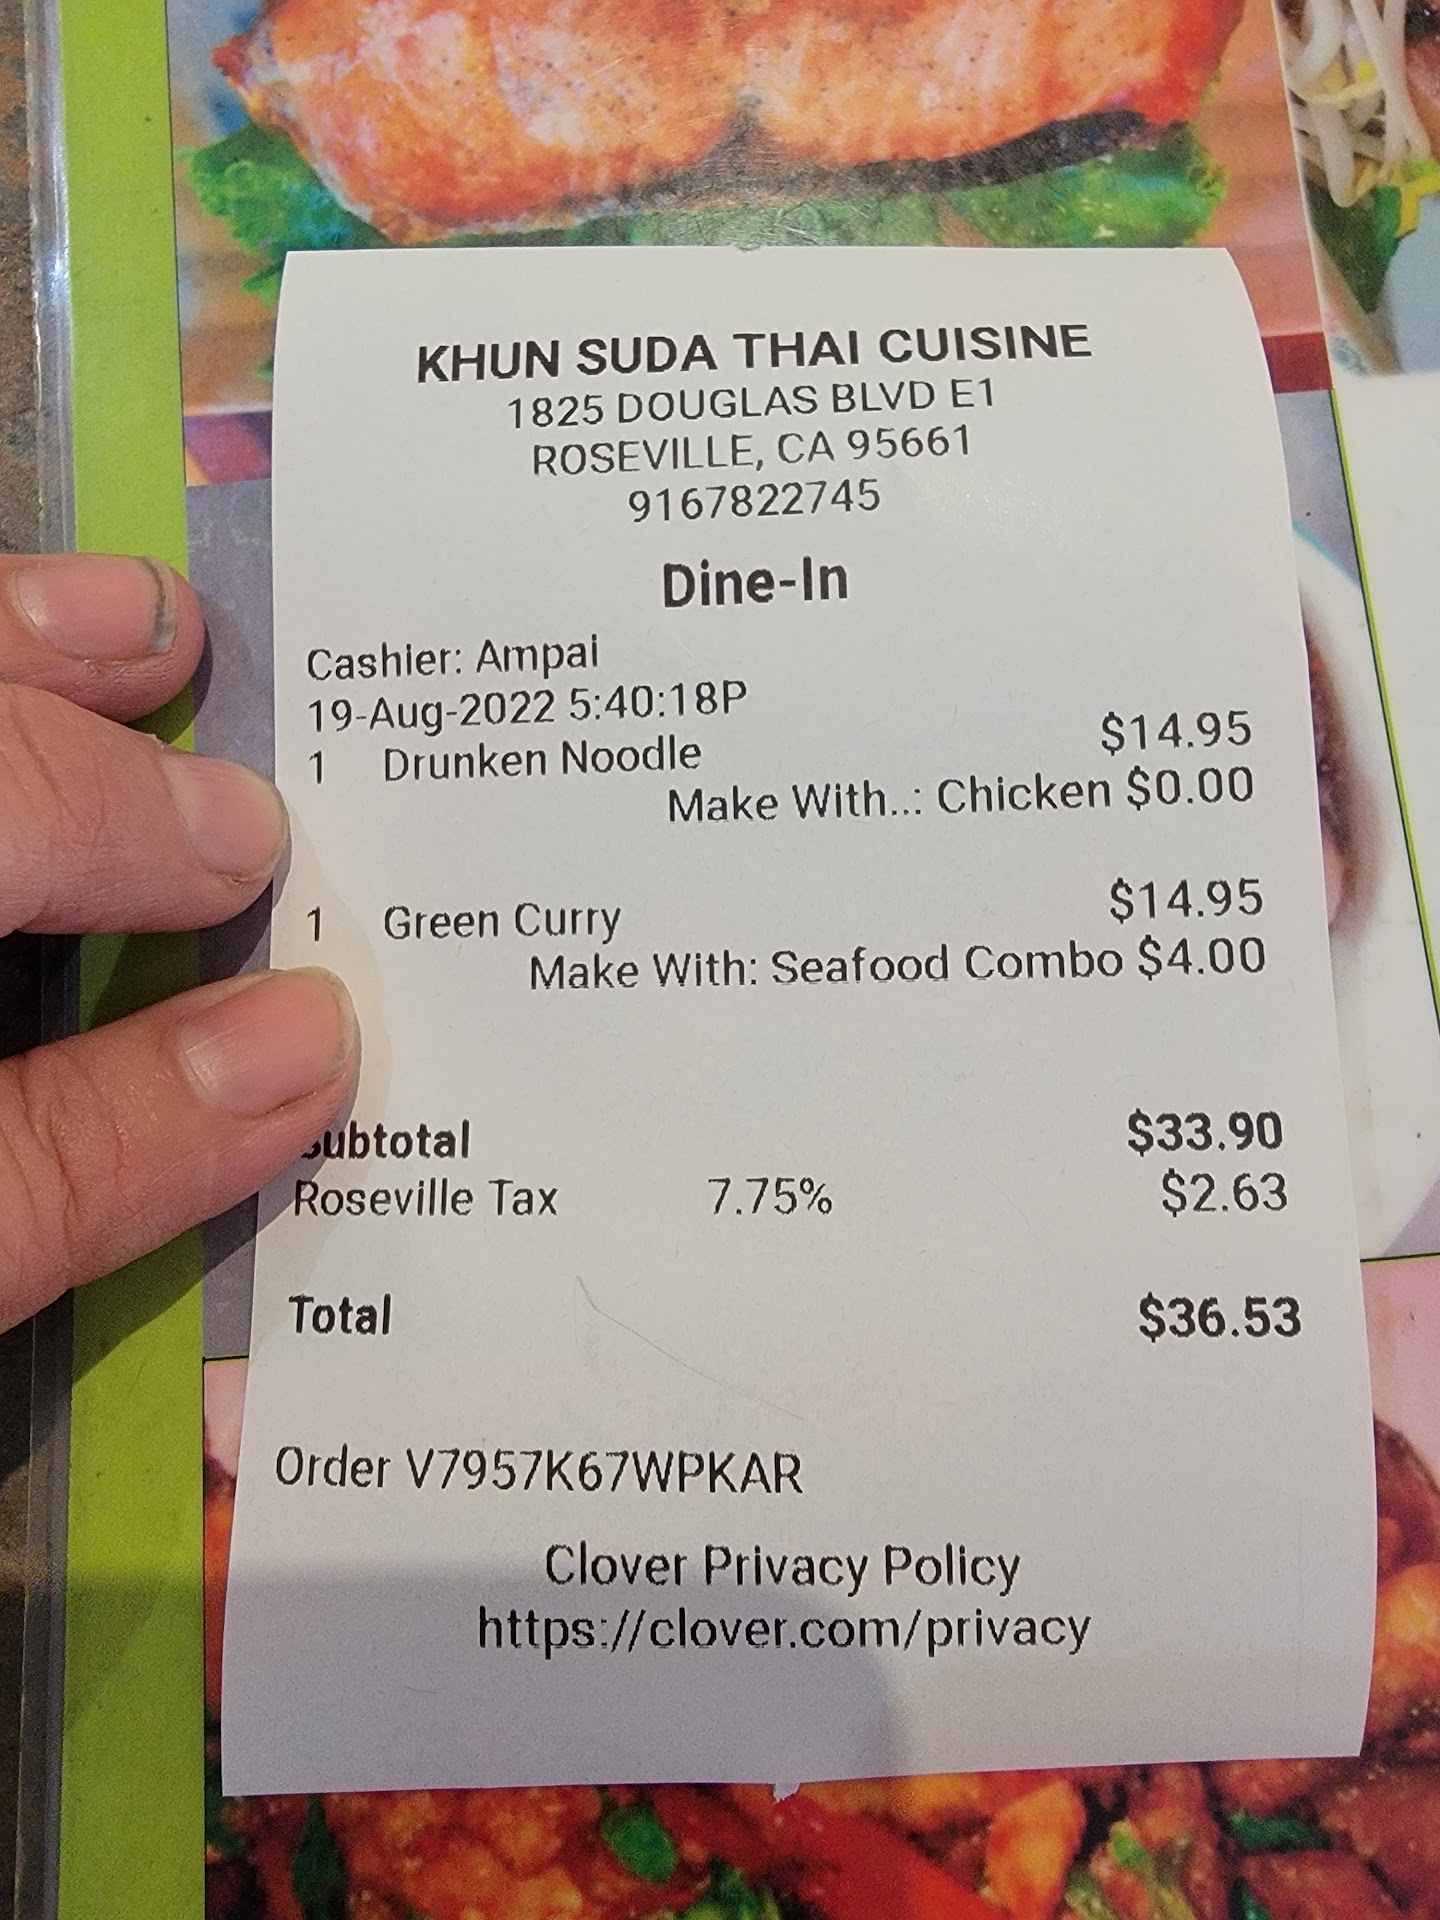 KHUN SUDA THAI CUISINE
1825 DOUGLAS BLVD E1
ROSEVILLE, CA 95661
9167822745
Dine-In
Cashier: Ampai
19-Aug-2022 5:40:18P
1 Drunken Noodle $14.95
Make With..: Chicken $0.00
1 Green Curry $14.95
Make With: Seafood Combo $4.00
Subtotal $33.90
Roseville Tax 7.75% $2.63
Total $36.53
Order V7957K67WPKAR
Clover Privacy Policy
https://clover.com/privacy